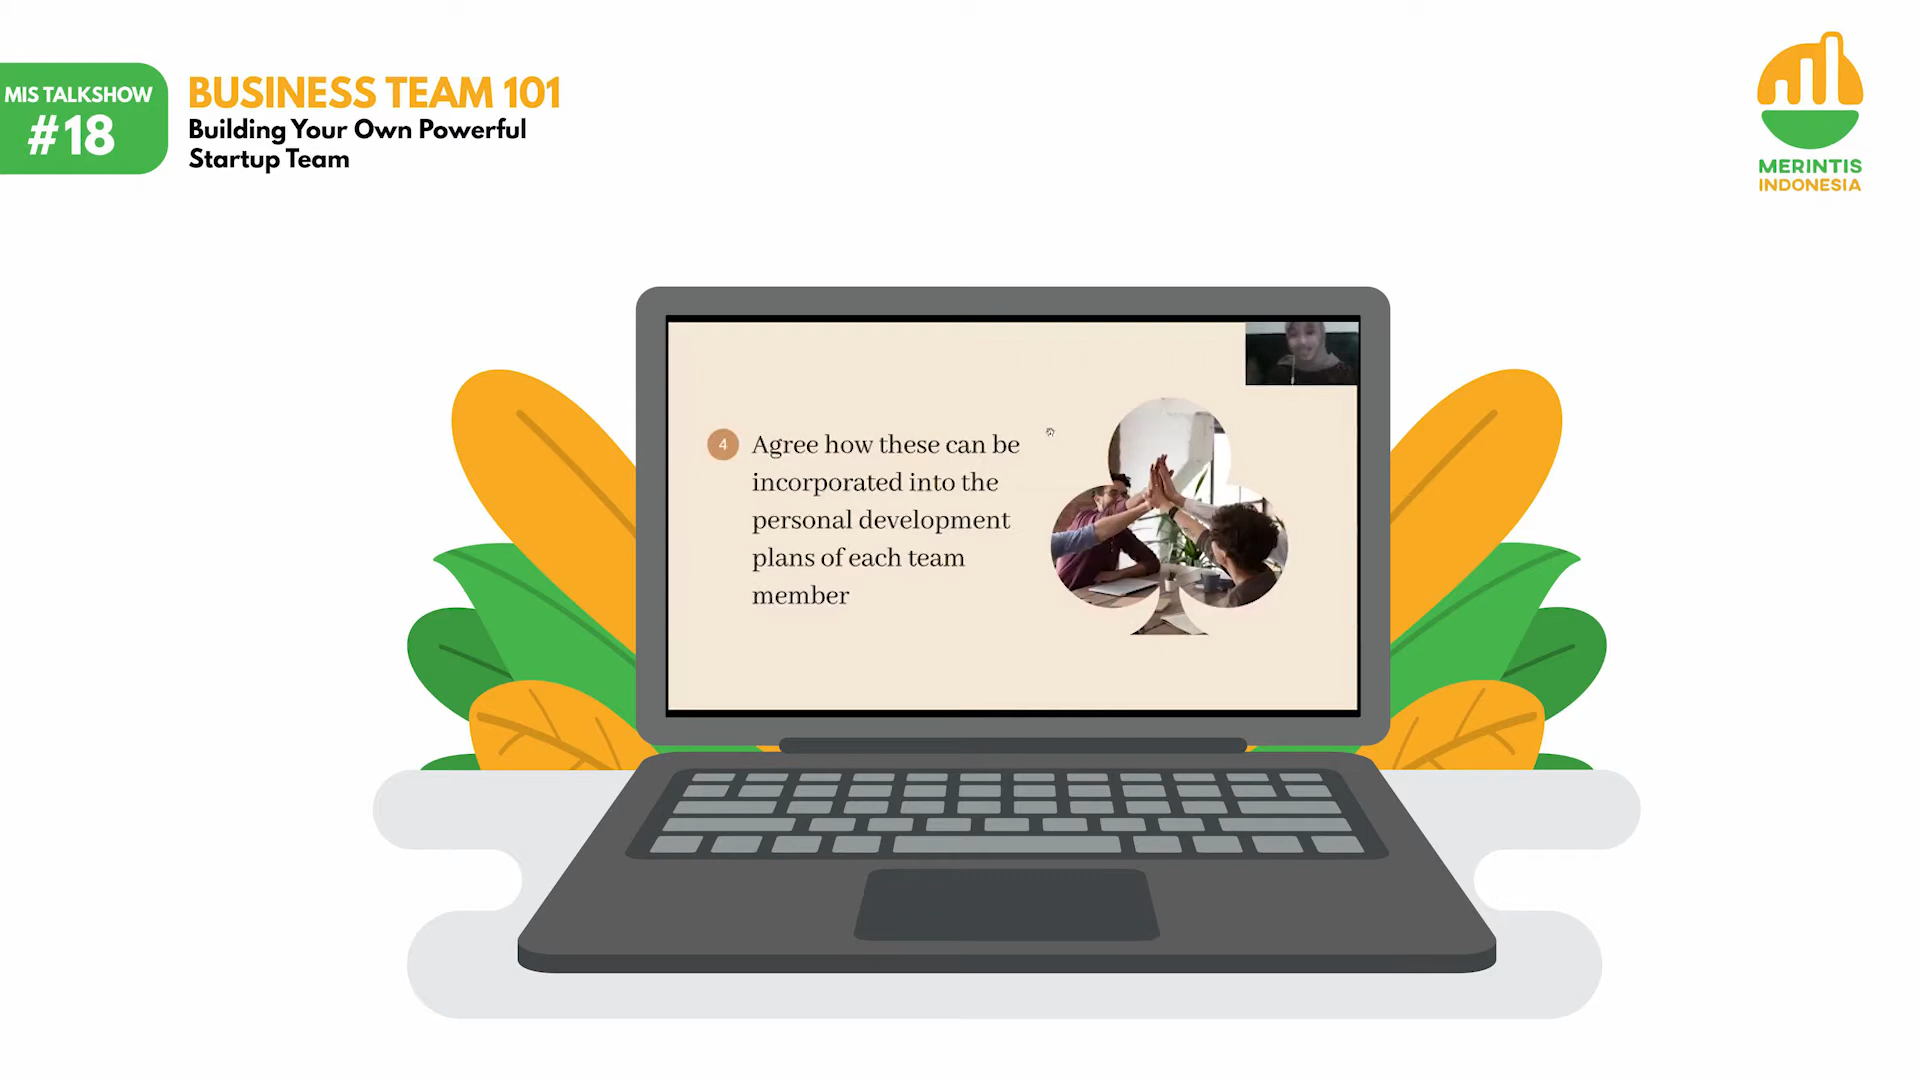 MIS TALKSHOW
#18
BUSINESS TEAM 101
Building Your Own Powerful
Startup Team
MERINTIS
INDONESIA
4
Agree how these can be
incorporated into the
personal development
plans of each team
member